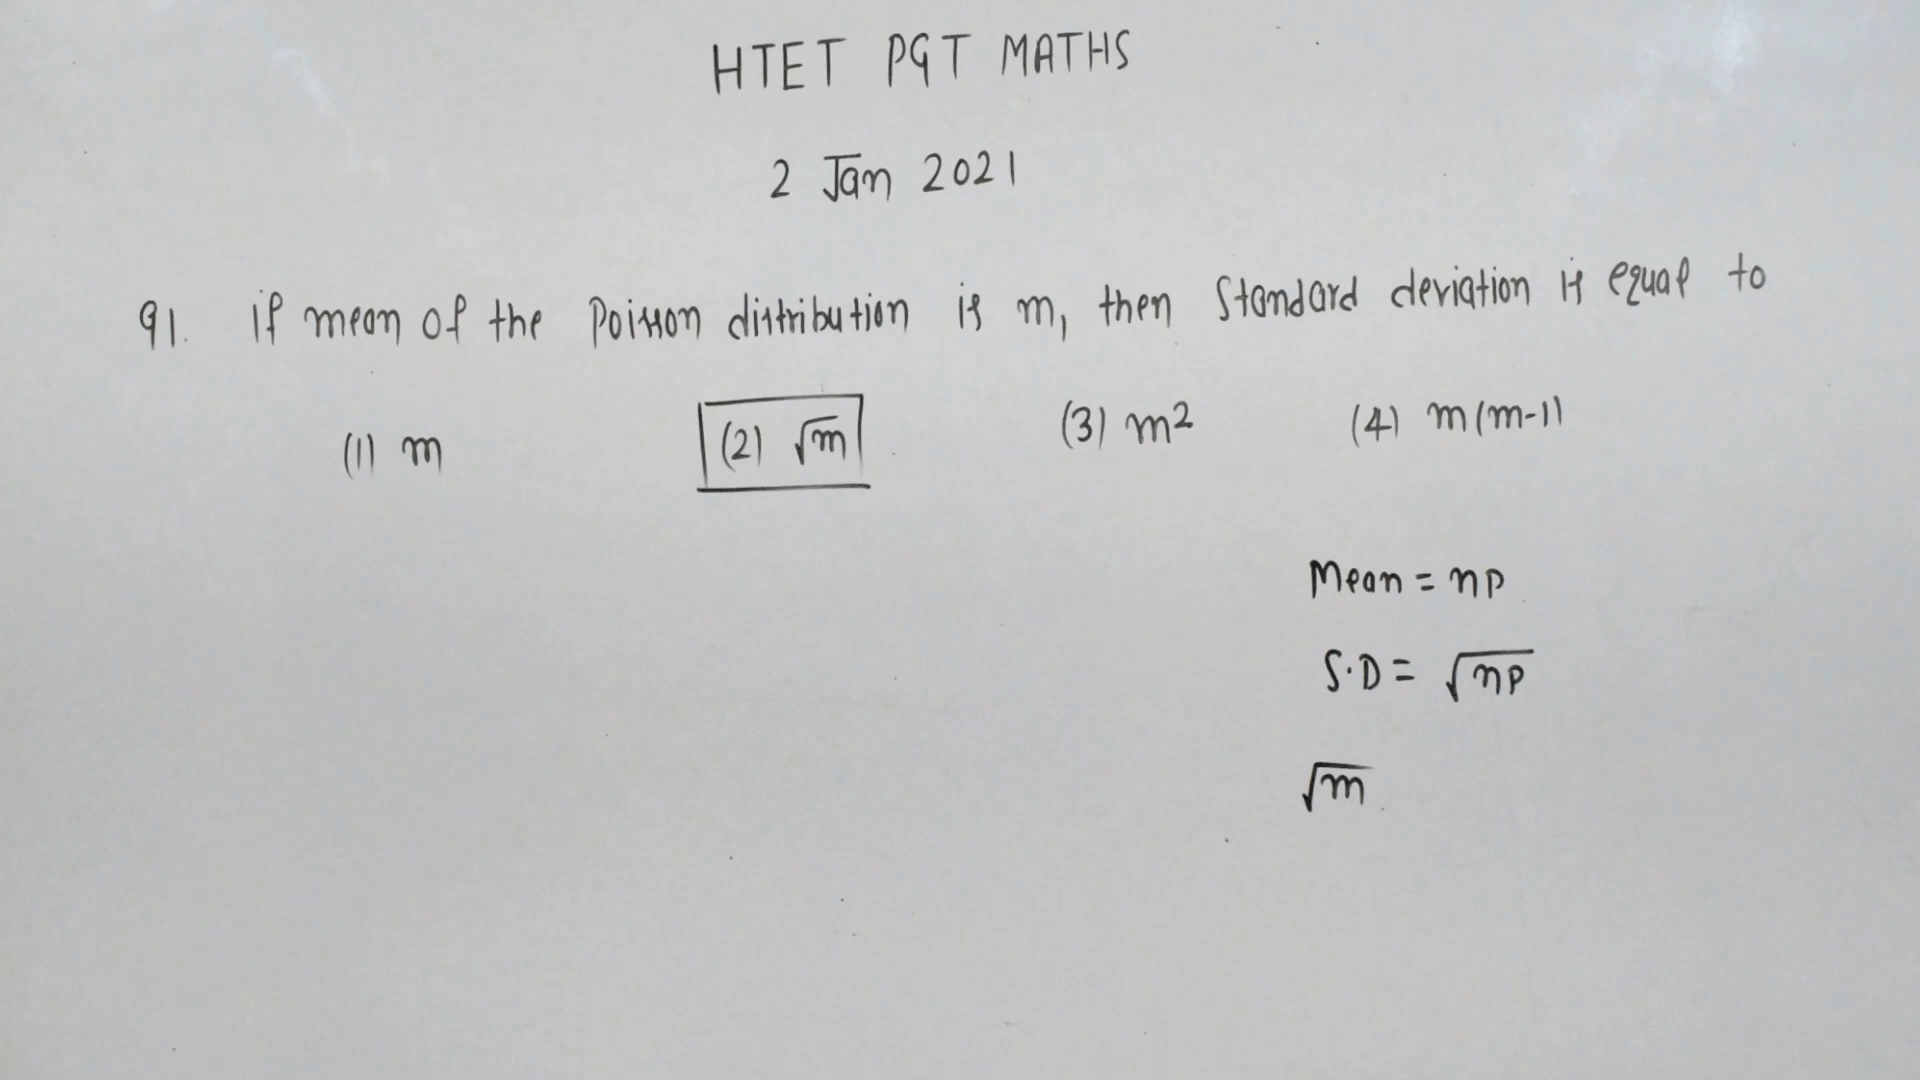 HTET PGT MATHS
2 Jan 2021
91. if mean of the Poisson distribution is m, then Standard deviation is equal to
(1) m (2) √m (3) m2 (4) m(m-1)
Mean = np
S.D = √np
√m